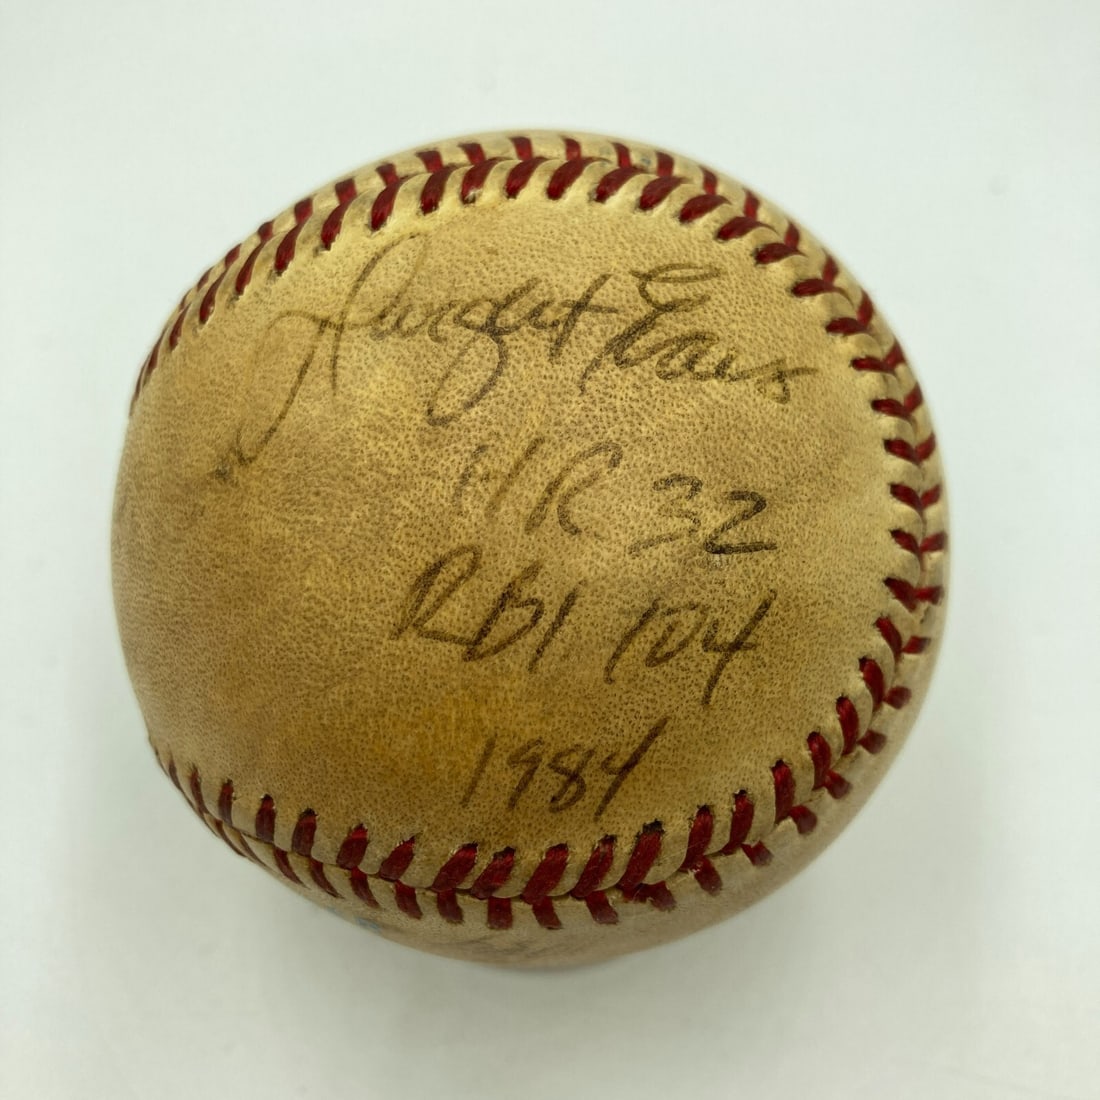 Dwight Evans
HR 32
RBI 104
1984